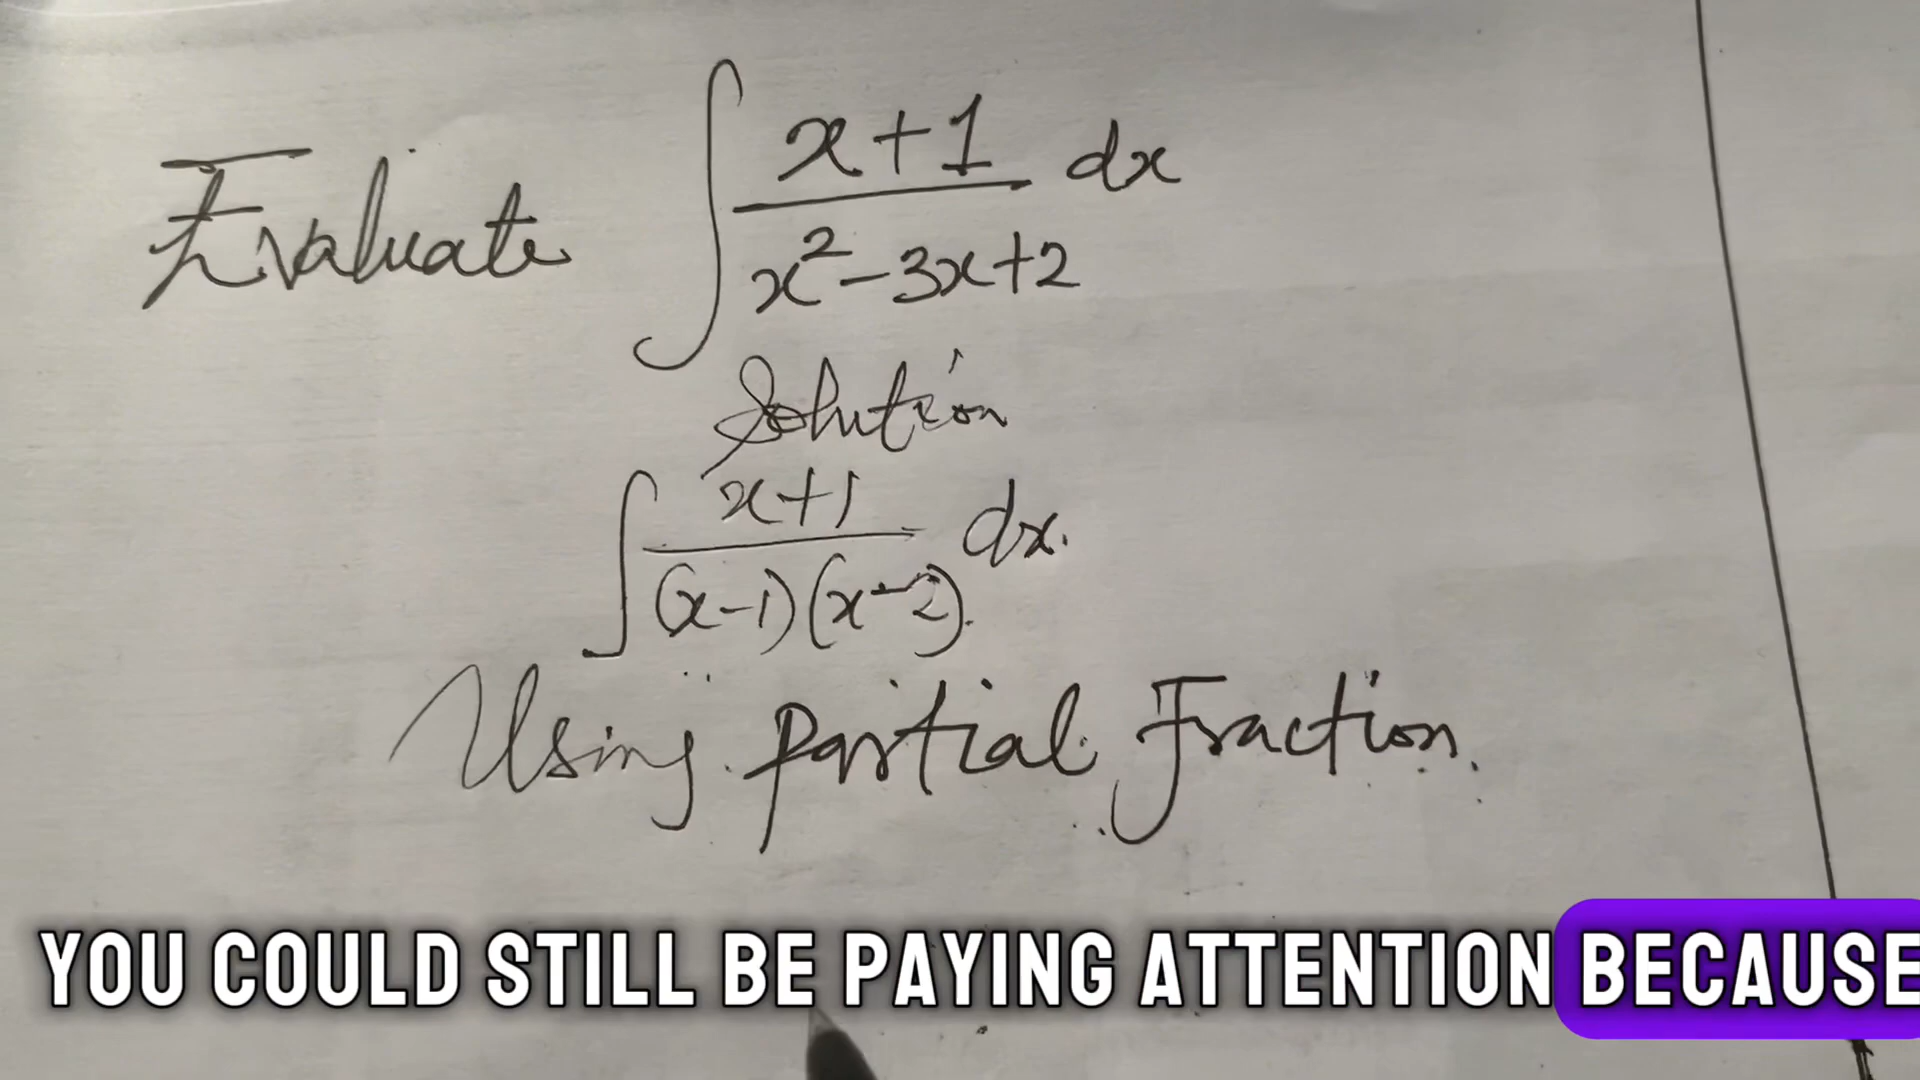 Evaluate ∫ x+1 / x²-3x+2 dx
Solution
∫ x+1 / (x-1)(x-2) dx.
Using partial Fraction.
YOU COULD STILL BE PAYING ATTENTION BECAUSE